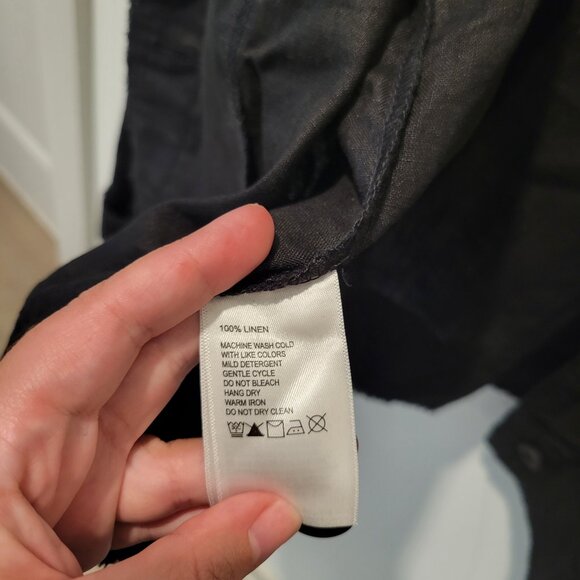 100% LINEN
MACHINE WASH COLD
WITH LIKE COLORS
MILD DETERGENT
GENTLE CYCLE
DO NOT BLEACH
HANG DRY
WARM IRON
DO NOT DRY CLEAN